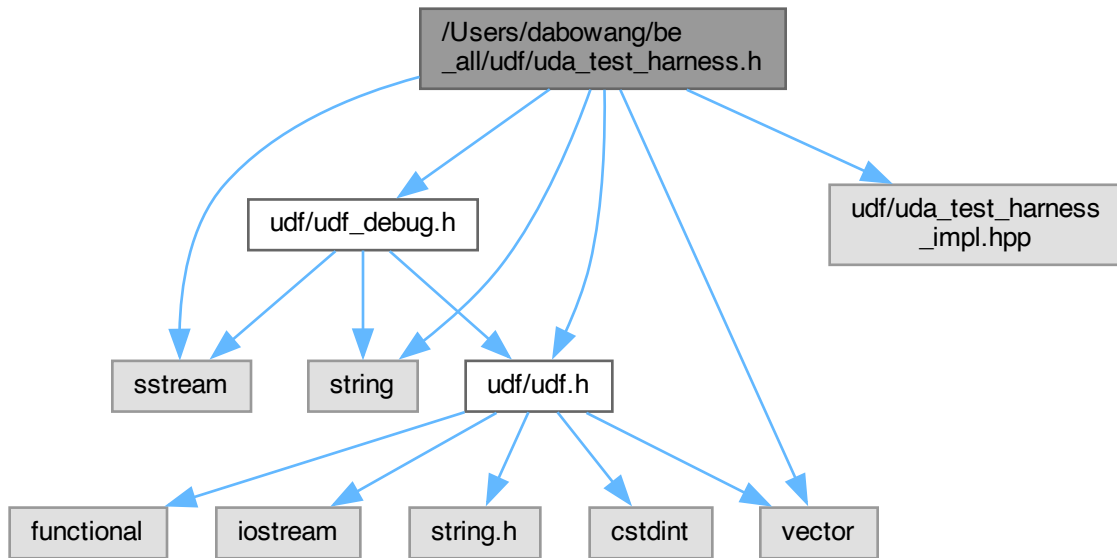 /Users/dabowang/be
_all/udf/uda_test_harness.h
udf/udf_debug.h
udf/uda_test_harness
_impl.hpp
sstream
string
udf/udf.h
functional
iostream
string.h
cstdint
vector